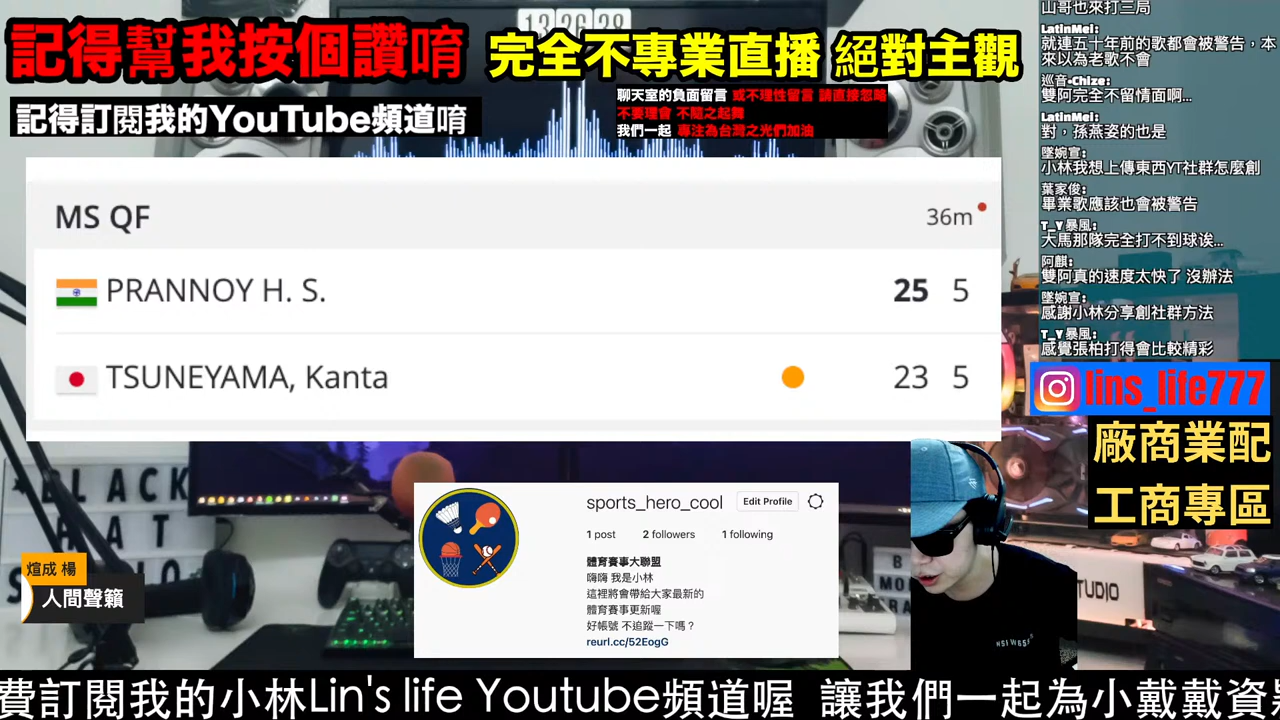 13 26 28
記得幫我按個讚唷
完全不專業直播 絕對主觀
記得訂閱我的YouTube頻道唷
聊天室的負面留言 或不理性留言 請直接忽略
不要理會 不隨之起舞
我們一起 專注為台灣之光們加油
MS QF
36m
PRANNOY H. S.
25 5
TSUNEYAMA, Kanta
23 5
山哥也來打三局
LatinMei:
就連五十年前的歌都會被警告，本
來以為老歌不會
巡音•Chize:
雙阿完全不留情面啊...
LatinMei:
對，孫燕姿的也是
墜婉宣:
小林我想上傳東西YT社群怎麼創
葉家俊:
畢業歌應該也會被警告
T_Y暴風:
大馬那隊完全打不到球诶...
阿麒:
雙阿真的速度太快了 沒辦法
墜婉宣:
感謝小林分享創社群方法
T_Y暴風:
感覺張柏打得會比較精彩
lins_life777
廠商業配
工商專區
BLACK
HAT
煊成 楊
人間聲籟
sports_hero_cool
Edit Profile
1 post
2 followers
1 following
體育賽事大聯盟
嗨嗨 我是小林
這裡將會帶給大家最新的
體育賽事更新喔
好帳號 不追蹤一下嗎？
reurl.cc/52EogG
費訂閱我的小林Lin's life Youtube頻道喔 讓我們一起為小戴戴資